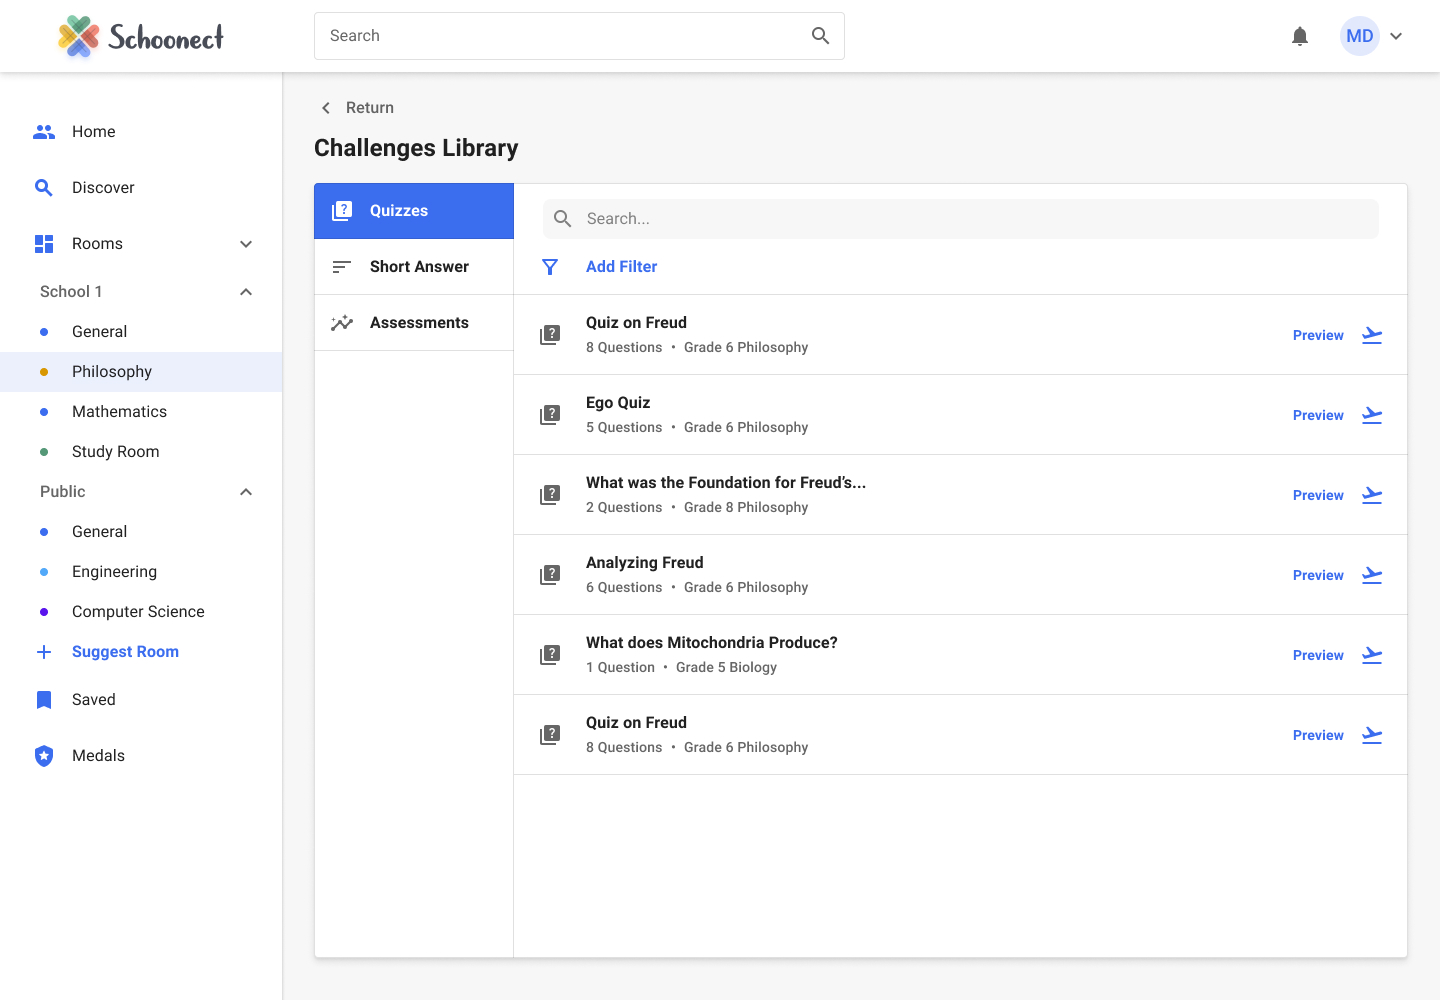 Schoonect
Search
MD
Home
Discover
Rooms
School 1
General
Philosophy
Mathematics
Study Room
Public
General
Engineering
Computer Science
Suggest Room
Saved
Medals
Return
Challenges Library
Quizzes
Short Answer
Assessments
Search...
Add Filter
Quiz on Freud
8 Questions • Grade 6 Philosophy
Preview
Ego Quiz
5 Questions • Grade 6 Philosophy
Preview
What was the Foundation for Freud’s...
2 Questions • Grade 8 Philosophy
Preview
Analyzing Freud
6 Questions • Grade 6 Philosophy
Preview
What does Mitochondria Produce?
1 Question • Grade 5 Biology
Preview
Quiz on Freud
8 Questions • Grade 6 Philosophy
Preview